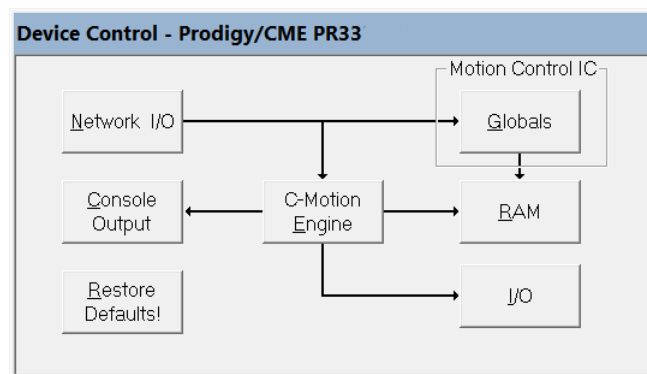 Device Control - Prodigy/CME PR33
Motion Control IC
Network I/O
Globals
Console
Output
C-Motion
Engine
RAM
Restore
Defaults!
I/O